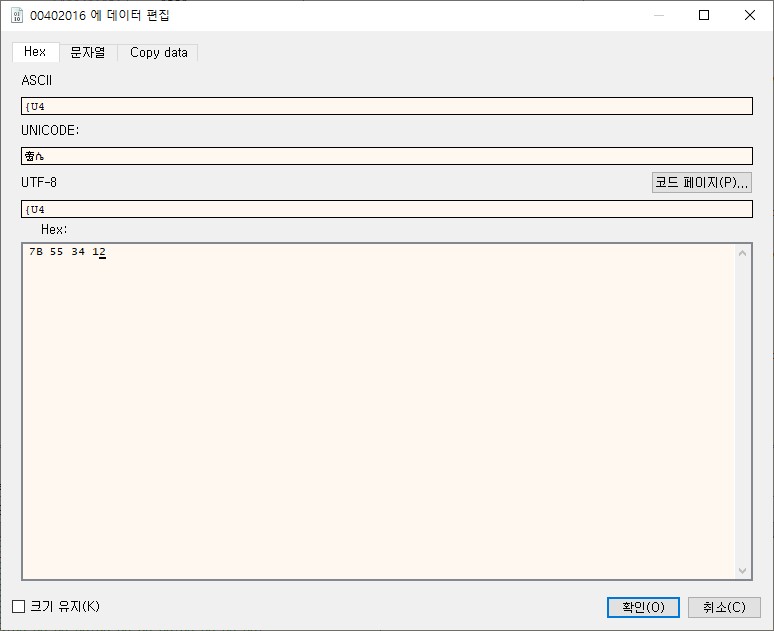 00402016 에 데이터 편집
Hex 문자열 Copy data
ASCII
{U4
UNICODE:
啻ሴ
UTF-8
코드 페이지(P)...
{U4
Hex:
7B 55 34 12
크기 유지(K)
확인(O) 취소(C)